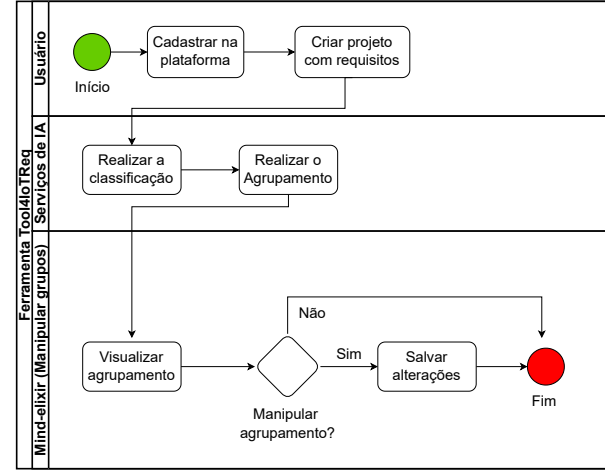 Ferramenta Tool4IoTReq
Usuário
Início
Cadastrar na
plataforma
Criar projeto
com requisitos
Serviços de IA
Realizar a
classificação
Realizar o
Agrupamento
Mind-elixir (Manipular grupos)
Visualizar
agrupamento
Manipular
agrupamento?
Não
Sim
Salvar
alterações
Fim